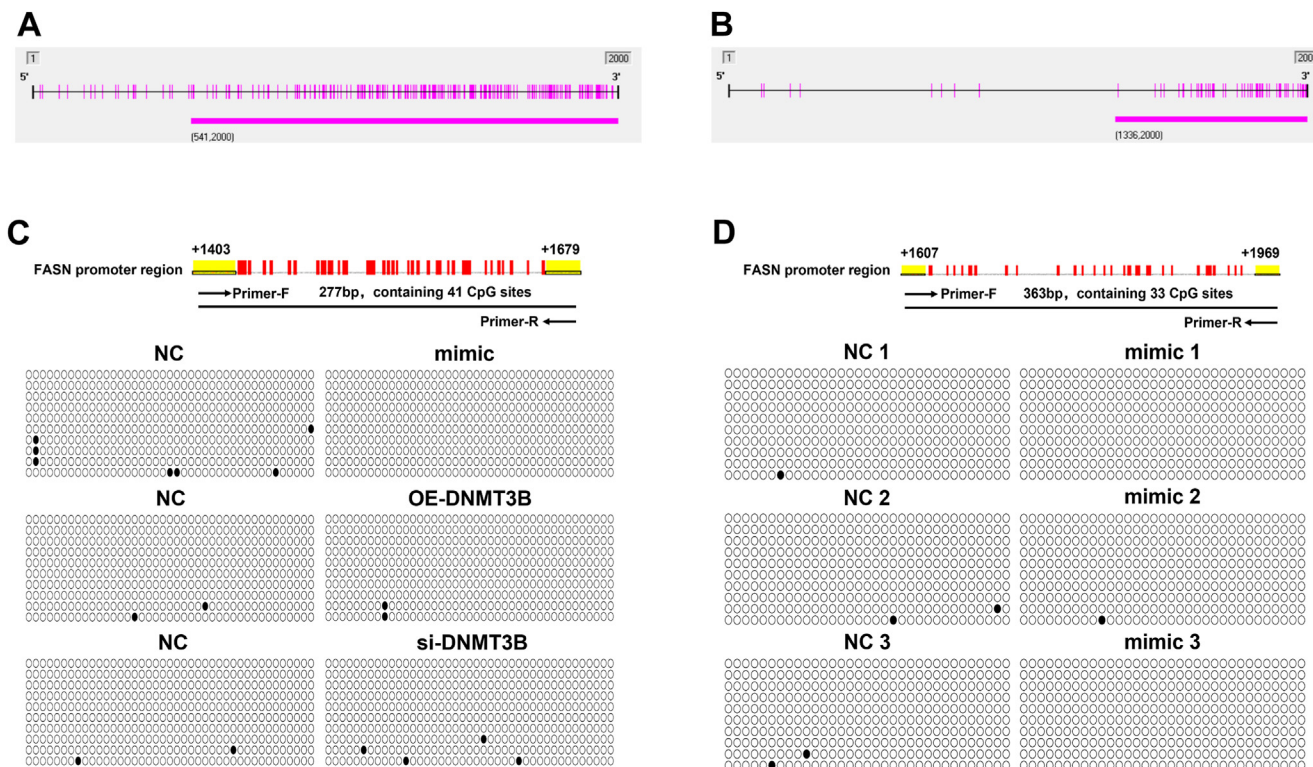 A
1
2000
5'
3'
(541,2000)
B
1
200
5'
3'
(1336,2000)
C
+1403
+1679
FASN promoter region
Primer-F
277bp, containing 41 CpG sites
Primer-R
NC
mimic
NC
OE-DNMT3B
NC
si-DNMT3B
D
+1607
+1969
FASN promoter region
Primer-F
363bp, containing 33 CpG sites
Primer-R
NC 1
mimic 1
NC 2
mimic 2
NC 3
mimic 3